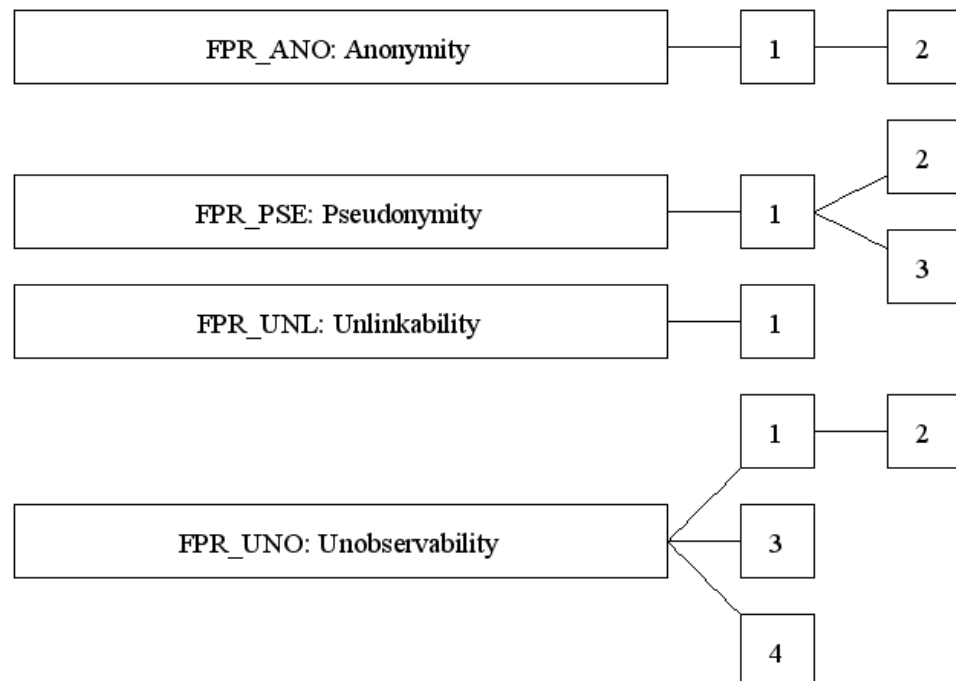 FPR_ANO: Anonymity 1 2
2
FPR_PSE: Pseudonymity 1
3
FPR_UNL: Unlinkability 1
1 2
FPR_UNO: Unobservability 3
4